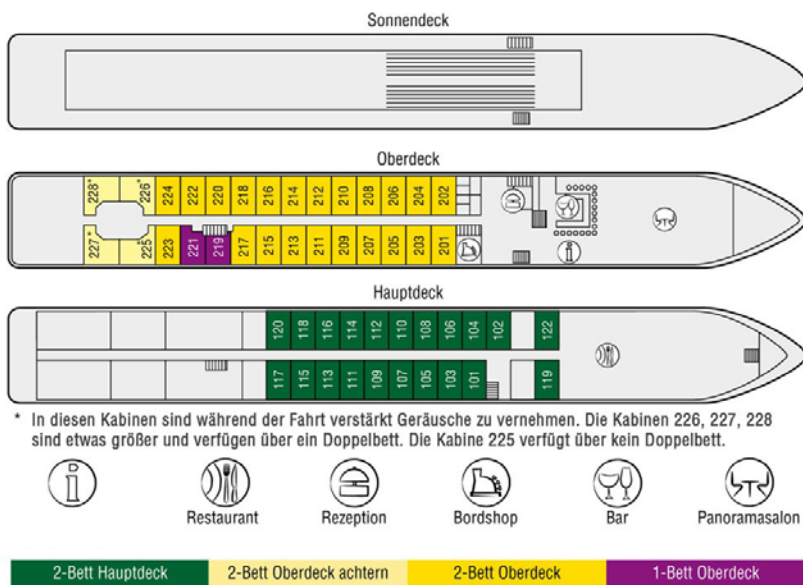 Sonnendeck
Oberdeck
228* 226* 224 222 220 218 216 214 212 210 208 206 204 202
227* 225* 223 221 219 217 215 213 211 209 207 205 203 201
Hauptdeck
120 118 116 114 112 110 108 106 104 102 122
117 115 113 111 109 107 105 103 101 119
* In diesen Kabinen sind während der Fahrt verstärkt Geräusche zu vernehmen. Die Kabinen 226, 227, 228
sind etwas größer und verfügen über ein Doppelbett. Die Kabine 225 verfügt über kein Doppelbett.
Restaurant Rezeption Bordshop Bar Panoramasalon
2-Bett Hauptdeck 2-Bett Oberdeck achtern 2-Bett Oberdeck 1-Bett Oberdeck